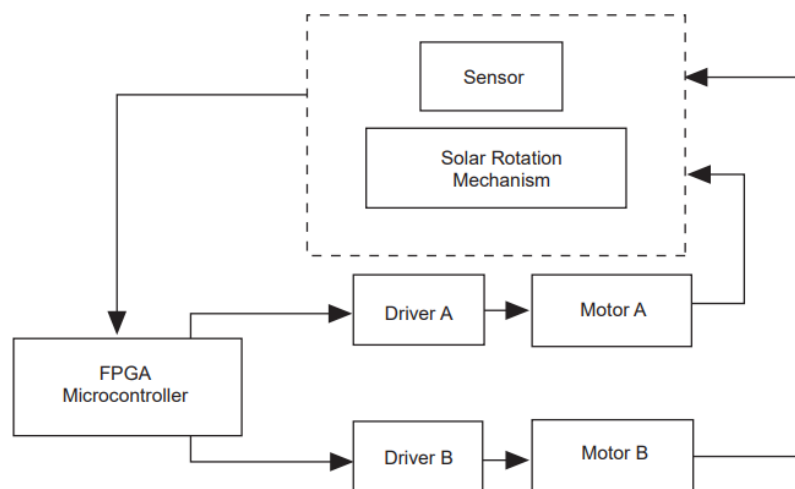 Sensor
Solar Rotation
Mechanism
Driver A
Motor A
FPGA
Microcontroller
Driver B
Motor B